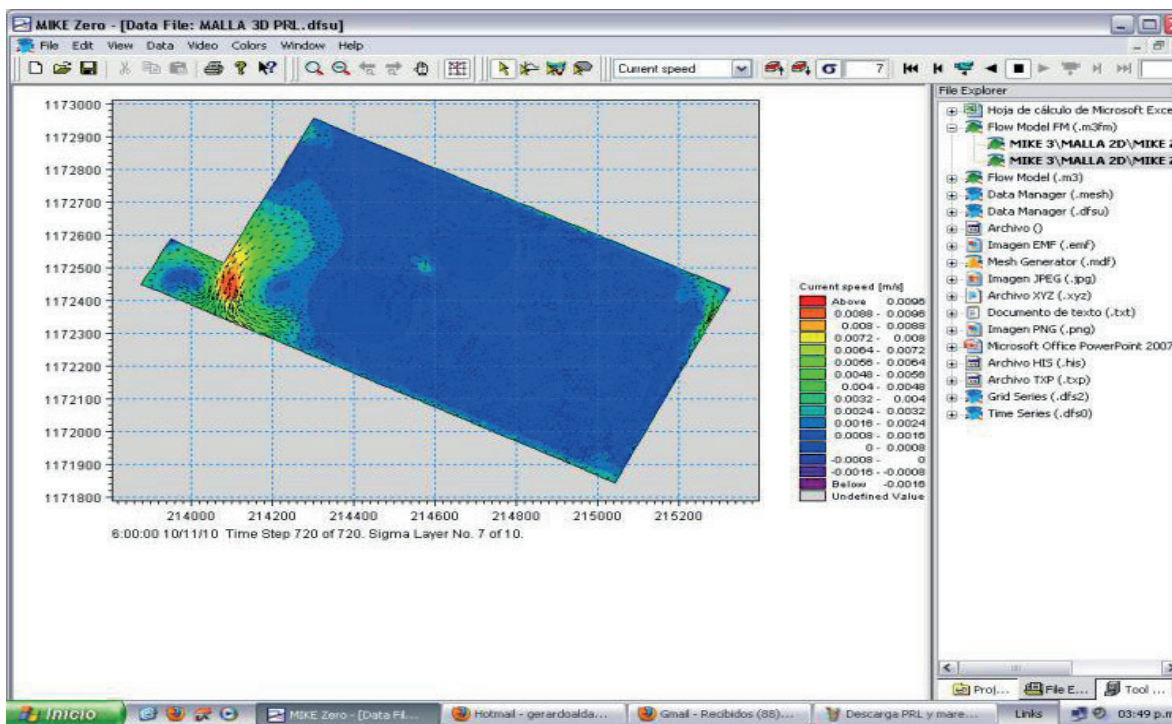 MIKE Zero - [Data File: MALLA 3D PRL.dfsu]
File Edit View Data Video Colors Window Help
Current speed
7
File Explorer
Hoja de cálculo de Microsoft Exce
Flow Model FM (.m3fm)
MIKE 3\MALLA 2D\MIKE Z
MIKE 3\MALLA 2D\MIKE Z
Flow Model (.m3)
Data Manager (.mesh)
Data Manager (.dfsu)
Archivo ()
Imagen EMF (.emf)
Mesh Generator (.mdf)
Imagen JPEG (.jpg)
Archivo XYZ (.xyz)
Documento de texto (.txt)
Imagen PNG (.png)
Microsoft Office PowerPoint 2007
Archivo HIS (.his)
Archivo TXP (.txp)
Grid Series (.dfs2)
Time Series (.dfs0)
1173000
1172900
1172800
1172700
1172600
1172500
1172400
1172300
1172200
1172100
1172000
1171900
1171800
214000 214200 214400 214600 214800 215000 215200
6:00:00 10/11/10 Time Step 720 of 720. Sigma Layer No. 7 of 10.
Current speed [m/s]
Above 0.0096
0.0088 - 0.0096
0.008 - 0.0088
0.0072 - 0.008
0.0064 - 0.0072
0.0056 - 0.0064
0.0048 - 0.0056
0.004 - 0.0048
0.0032 - 0.004
0.0024 - 0.0032
0.0016 - 0.0024
0.0008 - 0.0016
0 - 0.0008
-0.0008 - 0
-0.0016 - -0.0008
Below -0.0016
Undefined Value
Proj... File E... Tool ...
Inicio
MIKE Zero - [Data Fil...
Hotmail - gerardoalda...
Gmail - Recibidos (88)...
Descarga PRL y mare...
Links
03:49 p.